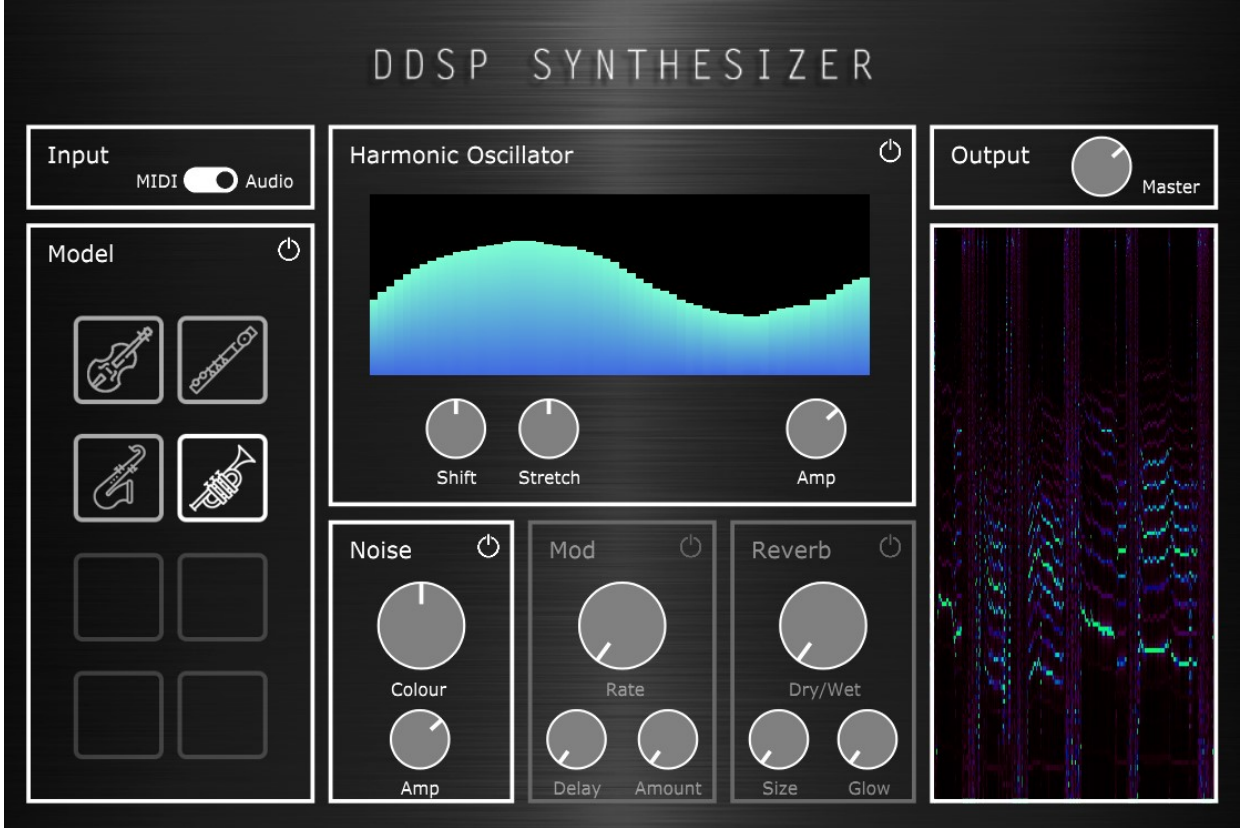 DDSP SYNTHESIZER
Input
MIDI Audio
Model
Harmonic Oscillator
Shift Stretch Amp
Noise
Colour
Amp
Mod
Rate
Delay Amount
Reverb
Dry/Wet
Size Glow
Output
Master